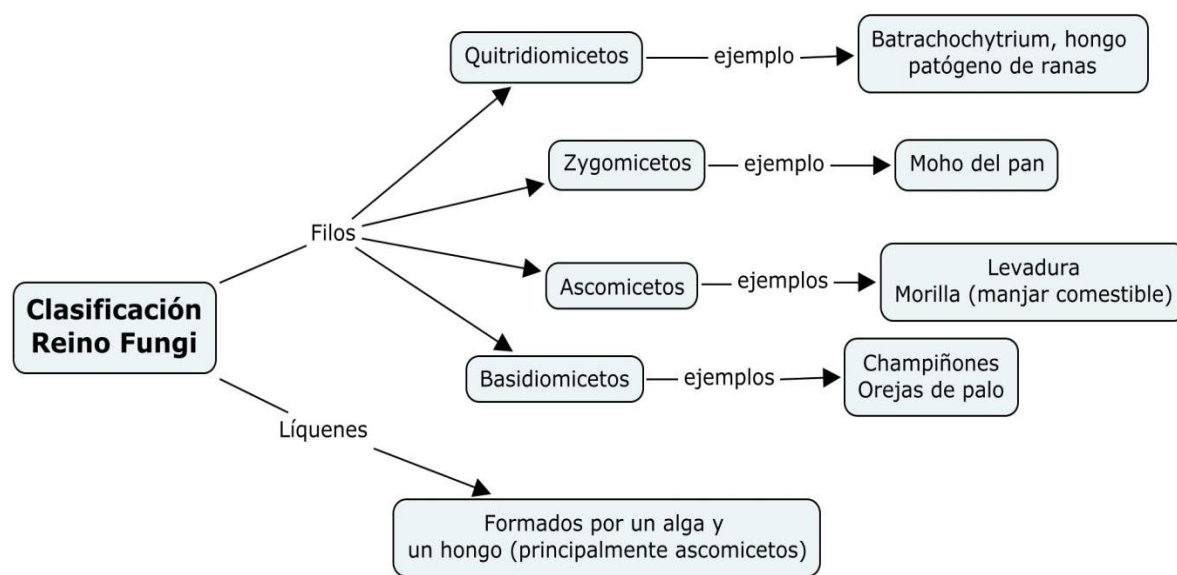 Clasificación
Reino Fungi
Filos
Quitridiomicetos
ejemplo
Batrachochytrium, hongo
patógeno de ranas
Zygomicetos
ejemplo
Moho del pan
Ascomicetos
ejemplos
Levadura
Morilla (manjar comestible)
Basidiomicetos
ejemplos
Champiñones
Orejas de palo
Líquenes
Formados por un alga y
un hongo (principalmente ascomicetos)